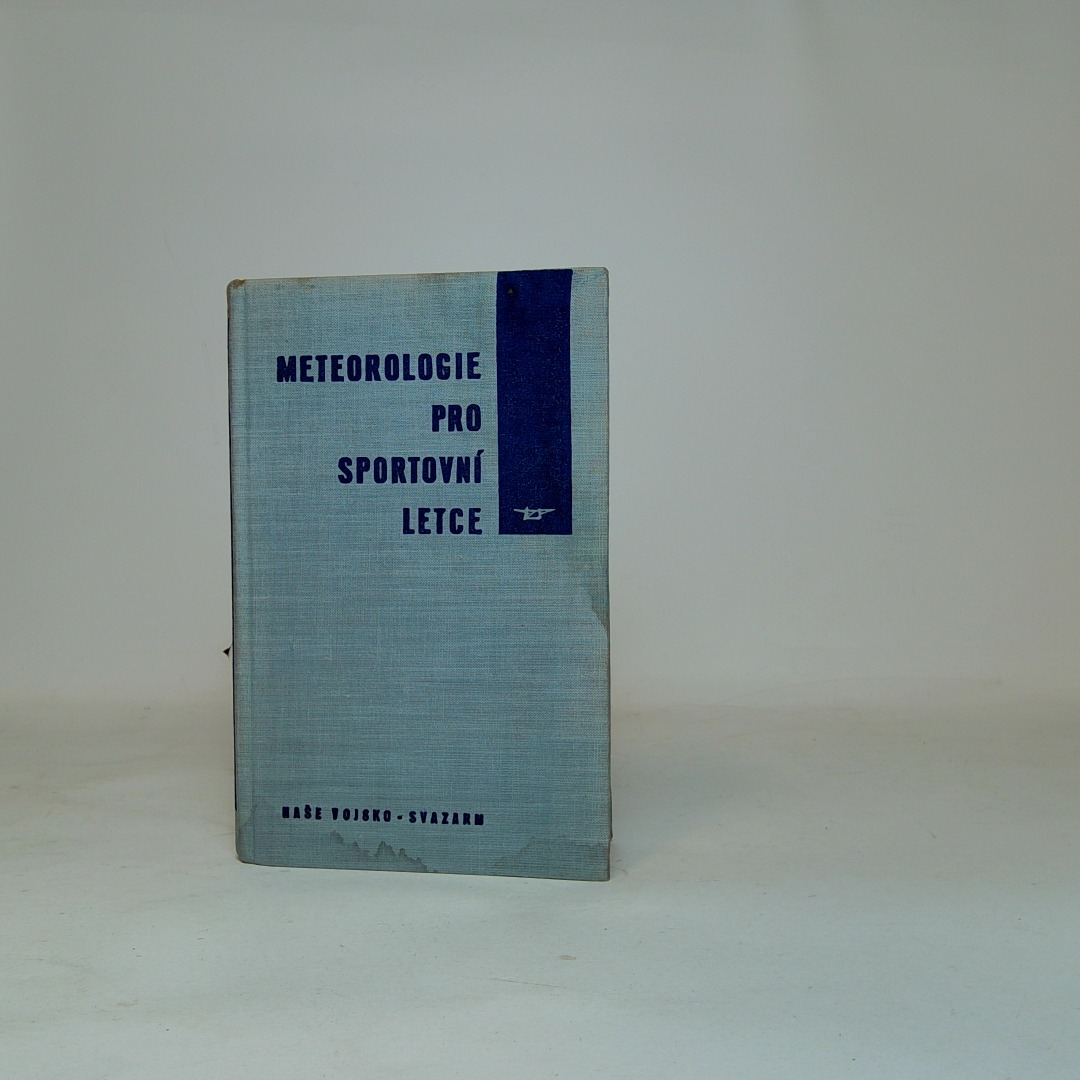 METEOROLOGIE
PRO
SPORTOVNÍ
LETCE
NAŠE VOJSKO - SVAZARM